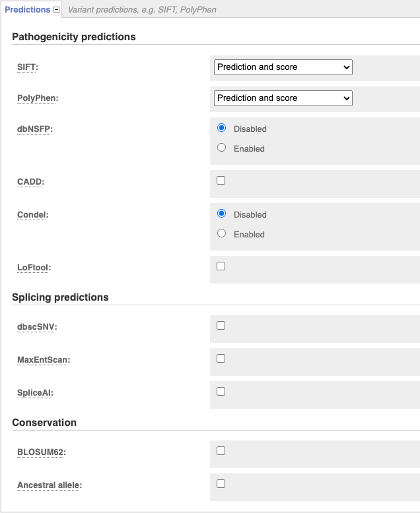 Predictions Variant predictions, e.g. SIFT, PolyPhen
Pathogenicity predictions
SIFT: Prediction and score
PolyPhen: Prediction and score
dbNSFP: Disabled
Enabled
CADD:
Condel: Disabled
Enabled
LoFtool:
Splicing predictions
dbscSNV:
MaxEntScan:
SpliceAI:
Conservation
BLOSUM62:
Ancestral allele: